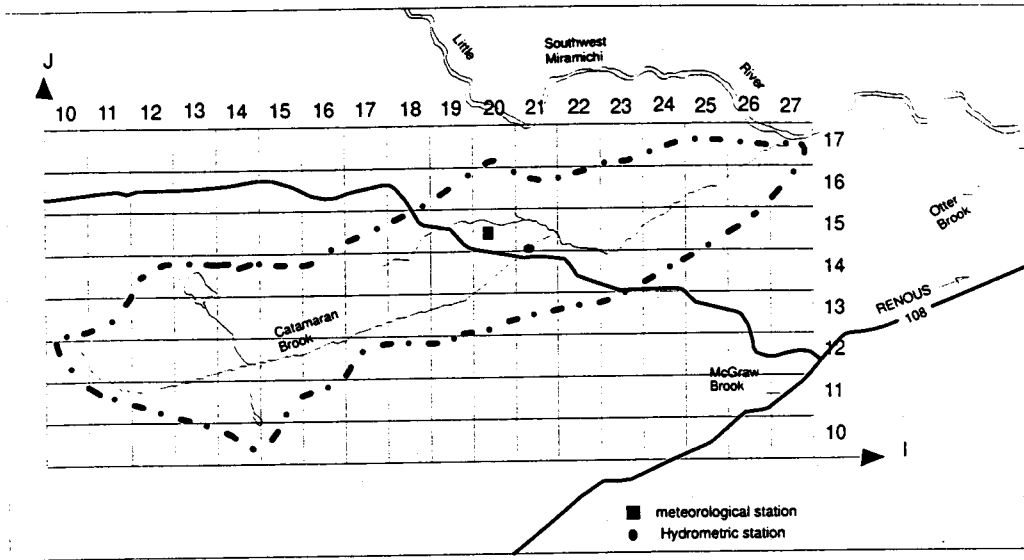 Little
Southwest
Miramichi
River
J
10 11 12 13 14 15 17 18 19 20 21 22 23 24 25 26 27
17
16
15
14
13
12
11
10
Otter
Brook
RENOUS
108
Catamaran
Brook
McGraw
Brook
I
meteorological station
Hydrometric station